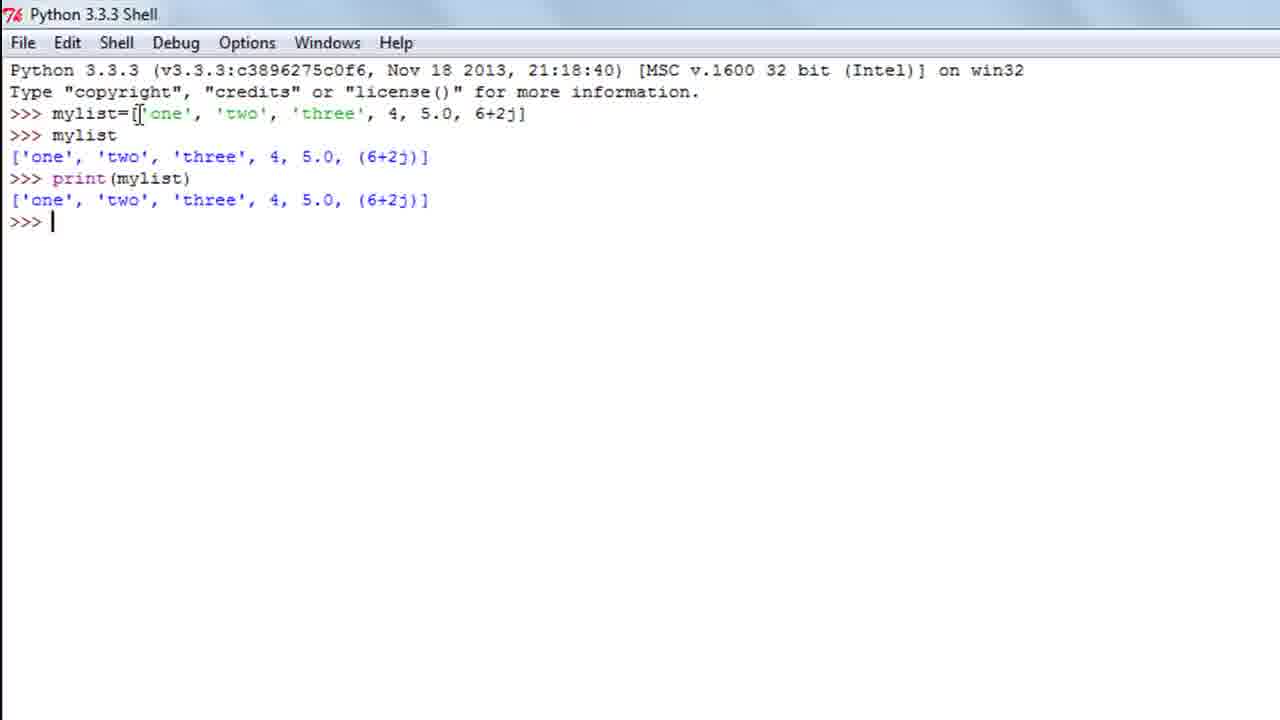 Python 3.3.3 Shell
File Edit Shell Debug Options Windows Help
Python 3.3.3 (v3.3.3:c3896275c0f6, Nov 18 2013, 21:18:40) [MSC v.1600 32 bit (Intel)] on win32
Type "copyright", "credits" or "license()" for more information.
>>> mylist=['one', 'two', 'three', 4, 5.0, 6+2j]
>>> mylist
['one', 'two', 'three', 4, 5.0, (6+2j)]
>>> print(mylist)
['one', 'two', 'three', 4, 5.0, (6+2j)]
>>>